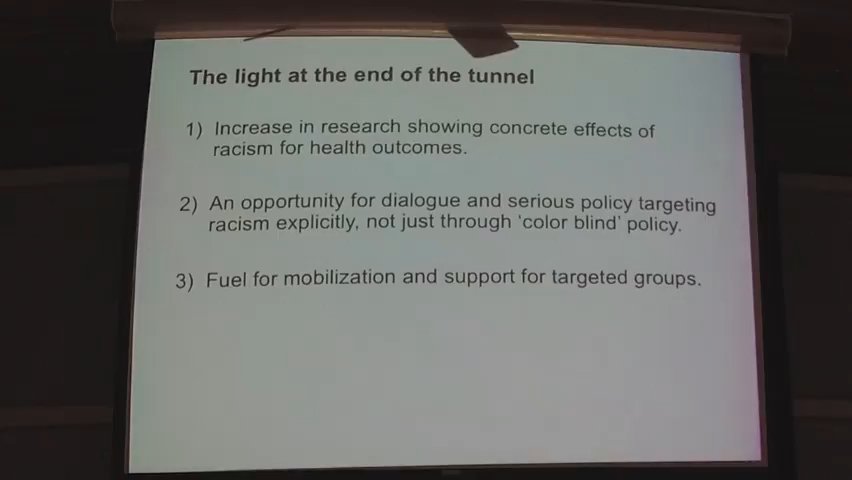 The light at the end of the tunnel
1) Increase in research showing concrete effects of
racism for health outcomes.
2) An opportunity for dialogue and serious policy targeting
racism explicitly, not just through 'color blind' policy.
3) Fuel for mobilization and support for targeted groups.